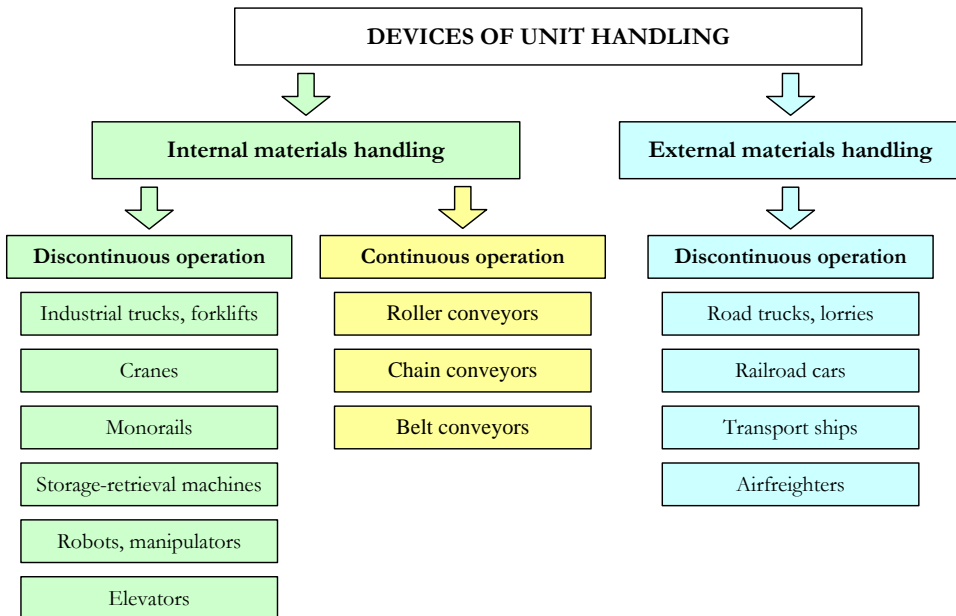 DEVICES OF UNIT HANDLING
Internal materials handling
External materials handling
Discontinuous operation
Industrial trucks, forklifts
Cranes
Monorails
Storage-retrieval machines
Robots, manipulators
Elevators
Continuous operation
Roller conveyors
Chain conveyors
Belt conveyors
Discontinuous operation
Road trucks, lorries
Railroad cars
Transport ships
Airfreighters